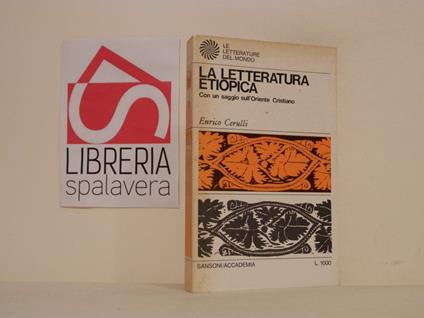 LIBRERIA
spalavera
LE
LETTERATURE
DEL MONDO
LA LETTERATURA
ETIOPICA
Con un saggio sull'Oriente Cristiano
Enrico Cerulli
SANSONI/ACCADEMIA L. 1000